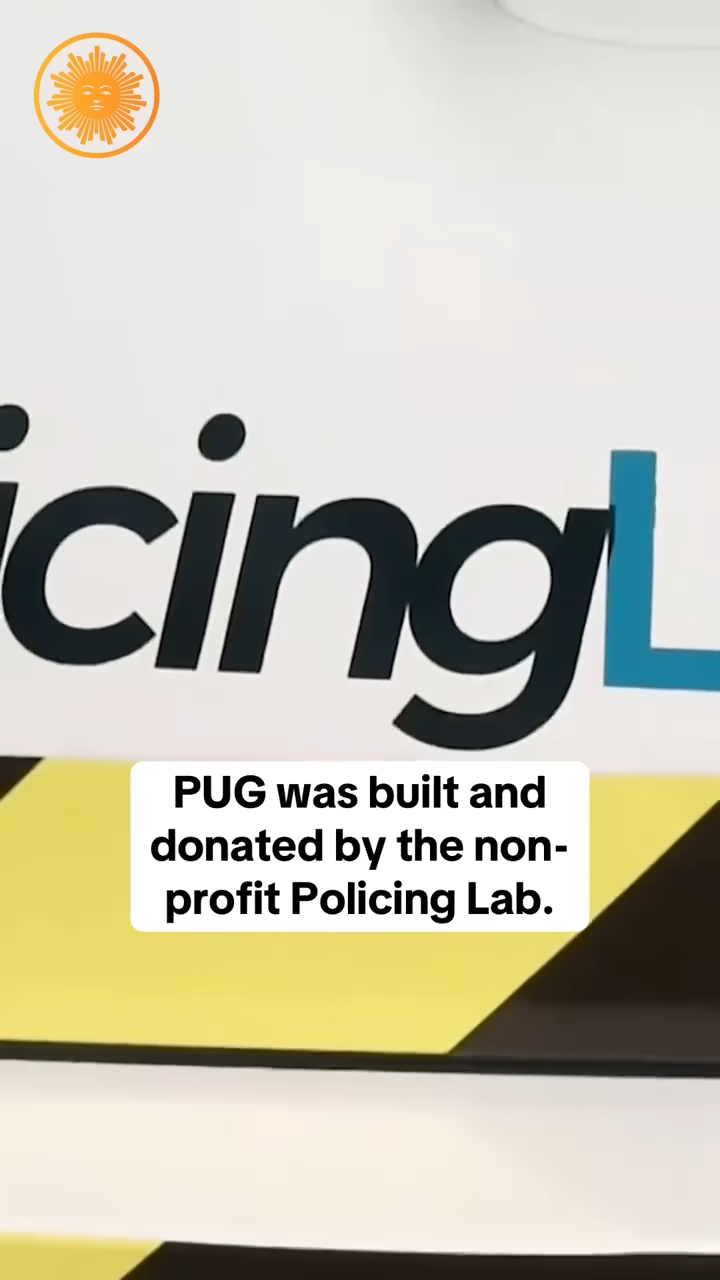 icingL
PUG was built and
donated by the non-
profit Policing Lab.